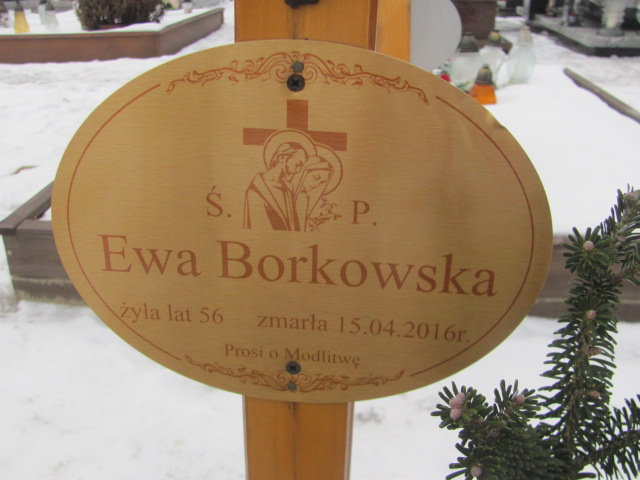 Ś. P.
Ewa Borkowska
żyła lat 56 zmarła 15.04.2016r.
Prosi o Modlitwę